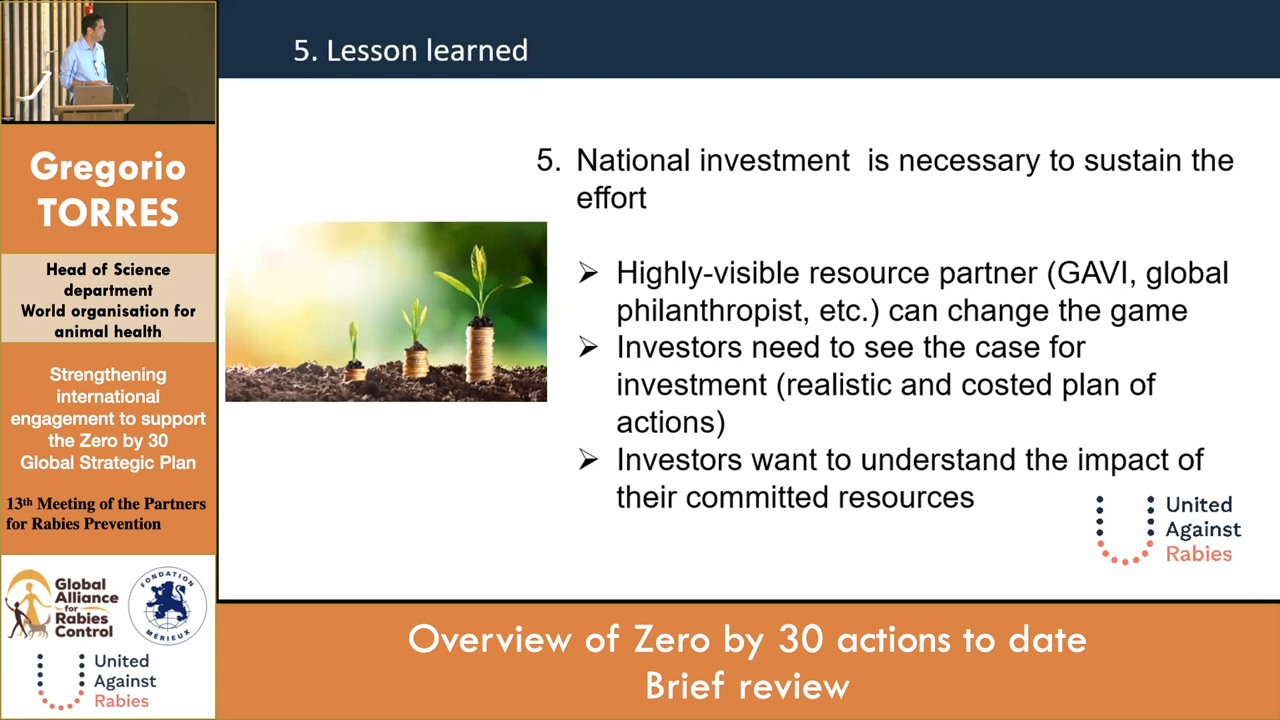 Gregorio
TORRES
Head of Science
department
World organisation for
animal health
Strengthening
international
engagement to support
the Zero by 30
Global Strategic Plan
13th Meeting of the Partners
for Rabies Prevention
Global
Alliance
for
Rabies
Control
FONDATION
MÉRIEUX
United
Against
Rabies
5. Lesson learned
5. National investment is necessary to sustain the
effort
➢ Highly-visible resource partner (GAVI, global
philanthropist, etc.) can change the game
➢ Investors need to see the case for
investment (realistic and costed plan of
actions)
➢ Investors want to understand the impact of
their committed resources
United
Against
Rabies
Overview of Zero by 30 actions to date
Brief review